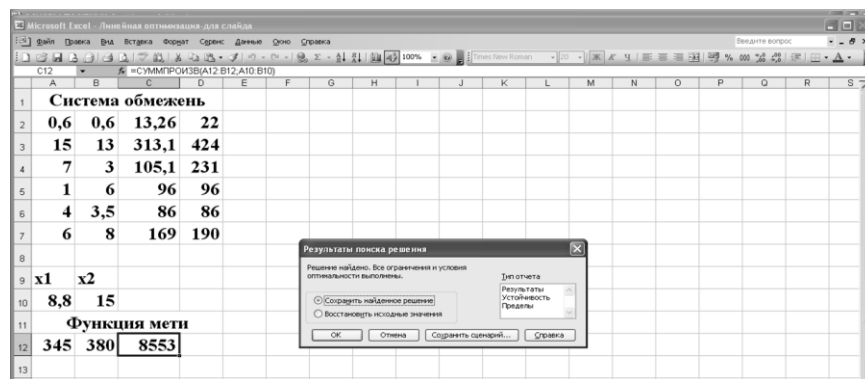 Microsoft Excel - Линейная оптимизация-для слайда
Файл Правка Вид Вставка Формат Сервис Данные Окно Справка
Введите вопрос
100% Times New Roman 20 Ж К Ч
C12 fx =СУММПРОИЗВ(A12:B12,A10:B10)
A B C D E F G H I J K L M N O P Q R S
1 Система обмежень
2 0,6 0,6 13,26 22
3 15 13 313,1 424
4 7 3 105,1 231
5 1 6 96 96
6 4 3,5 86 86
7 6 8 169 190
8
9 x1 x2
10 8,8 15
11 Функция мети
12 345 380 8553
13
Результаты поиска решения
Решение найдено. Все ограничения и условия
оптимальности выполнены.
Тип отчета
Результаты
Устойчивость
Пределы
Сохранить найденное решение
Восстановить исходные значения
ОК Отмена Сохранить сценарий... Справка